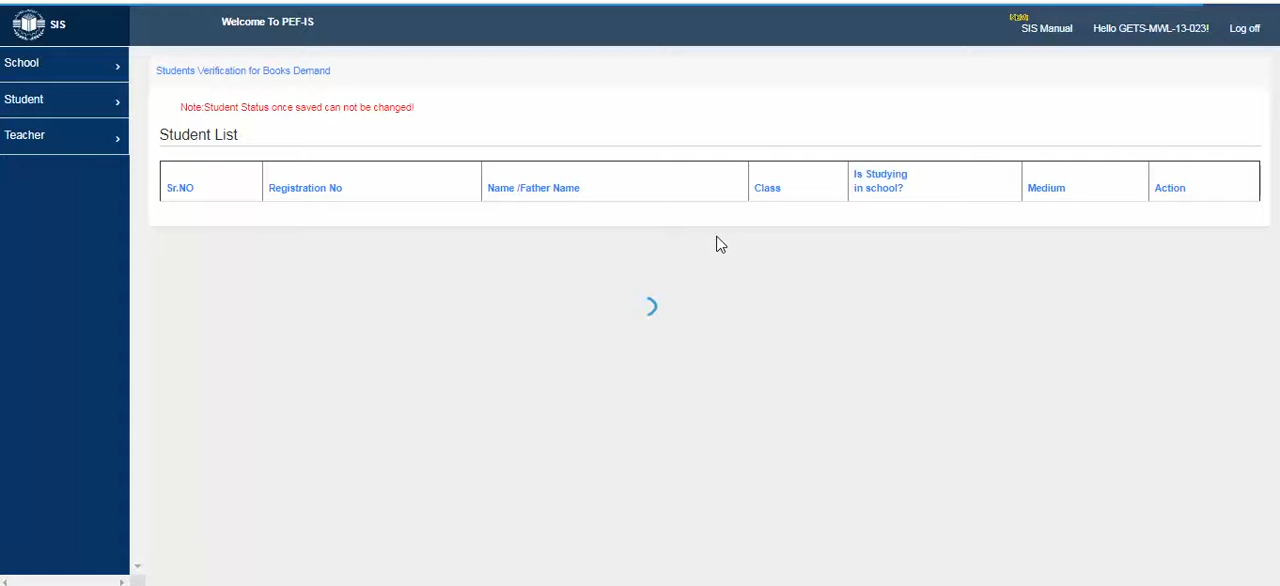 SIS
Welcome To PEF-IS
SIS Manual
Hello GETS-MWL-13-023!
Log off
School
Student
Teacher
Students Verification for Books Demand
Note:Student Status once saved can not be changed!
Student List
Sr.NO
Registration No
Name /Father Name
Class
Is Studying
in school?
Medium
Action